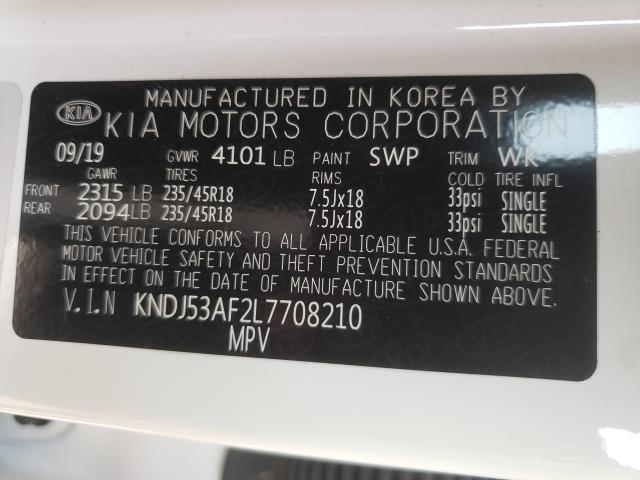 MANUFACTURED IN KOREA BY
KIA KIA MOTORS CORPORATION
09/19 GVWR 4101 LB PAINT SWP TRIM WK
GAWR TIRES RIMS COLD TIRE INFL
FRONT 2315 LB 235/45R18 7.5Jx18 33psi SINGLE
REAR 2094 LB 235/45R18 7.5Jx18 33psi SINGLE
THIS VEHICLE CONFORMS TO ALL APPLICABLE U.S.A. FEDERAL
MOTOR VEHICLE SAFETY AND THEFT PREVENTION STANDARDS
IN EFFECT ON THE DATE OF MANUFACTURE SHOWN ABOVE.
V.I.N KNDJ53AF2L7708210
MPV